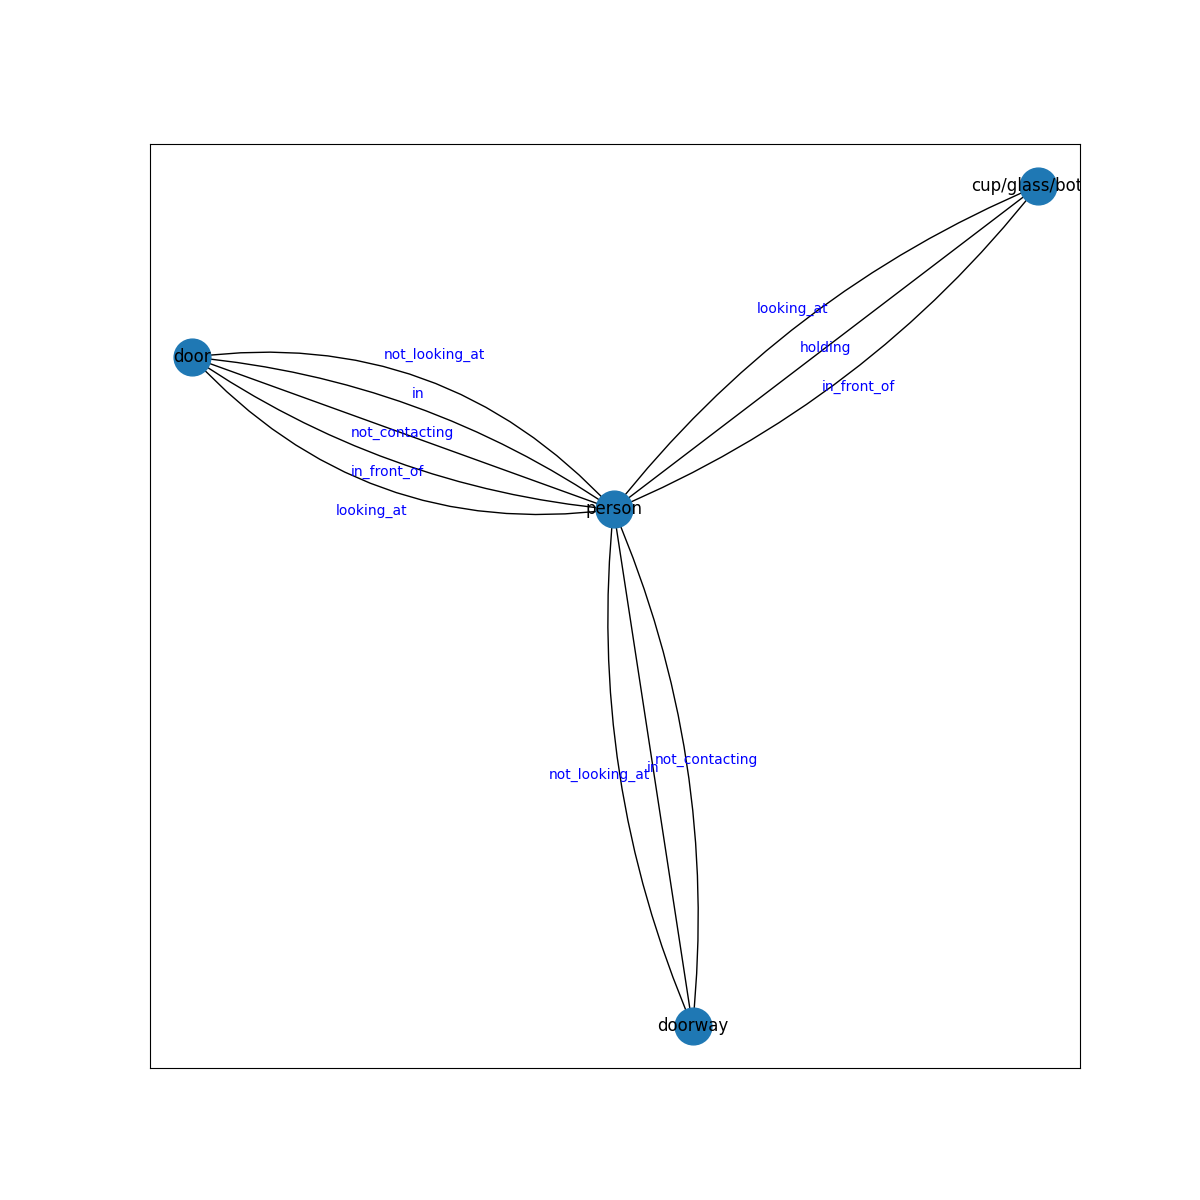 cup/glass/bot
looking_at
holding
in_front_of
door
not_looking_at
in
not_contacting
in_front_of
looking_at
person
not_contacting
in
not_looking_at
doorway